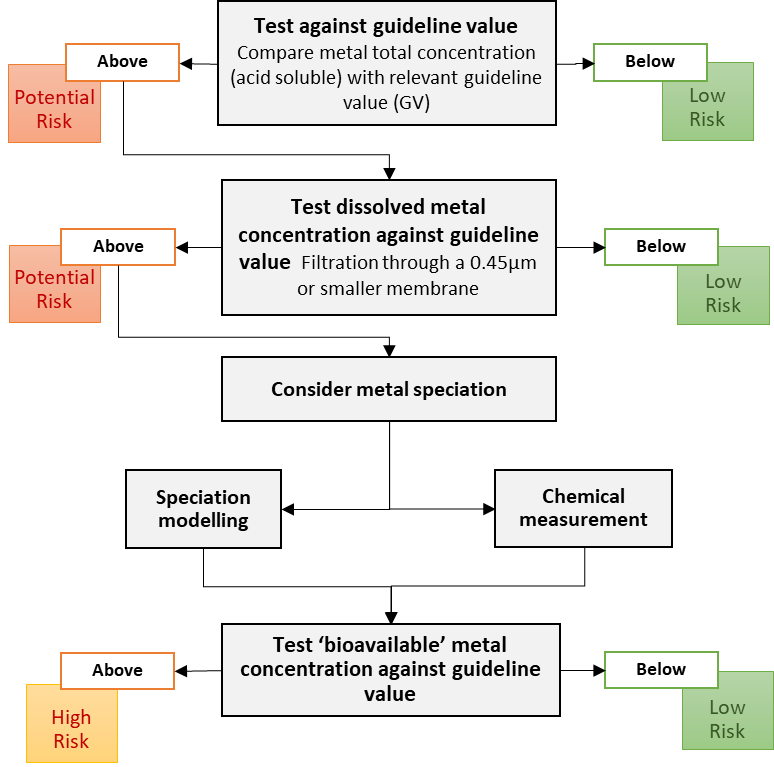 Test against guideline value
Compare metal total concentration
(acid soluble) with relevant guideline
value (GV)
Above
Potential
Risk
Below
Low
Risk
Test dissolved metal
concentration against guideline
value Filtration through a 0.45µm
or smaller membrane
Above
Potential
Risk
Below
Low
Risk
Consider metal speciation
Speciation
modelling
Chemical
measurement
Test ‘bioavailable’ metal
concentration against guideline
value
Above
High
Risk
Below
Low
Risk